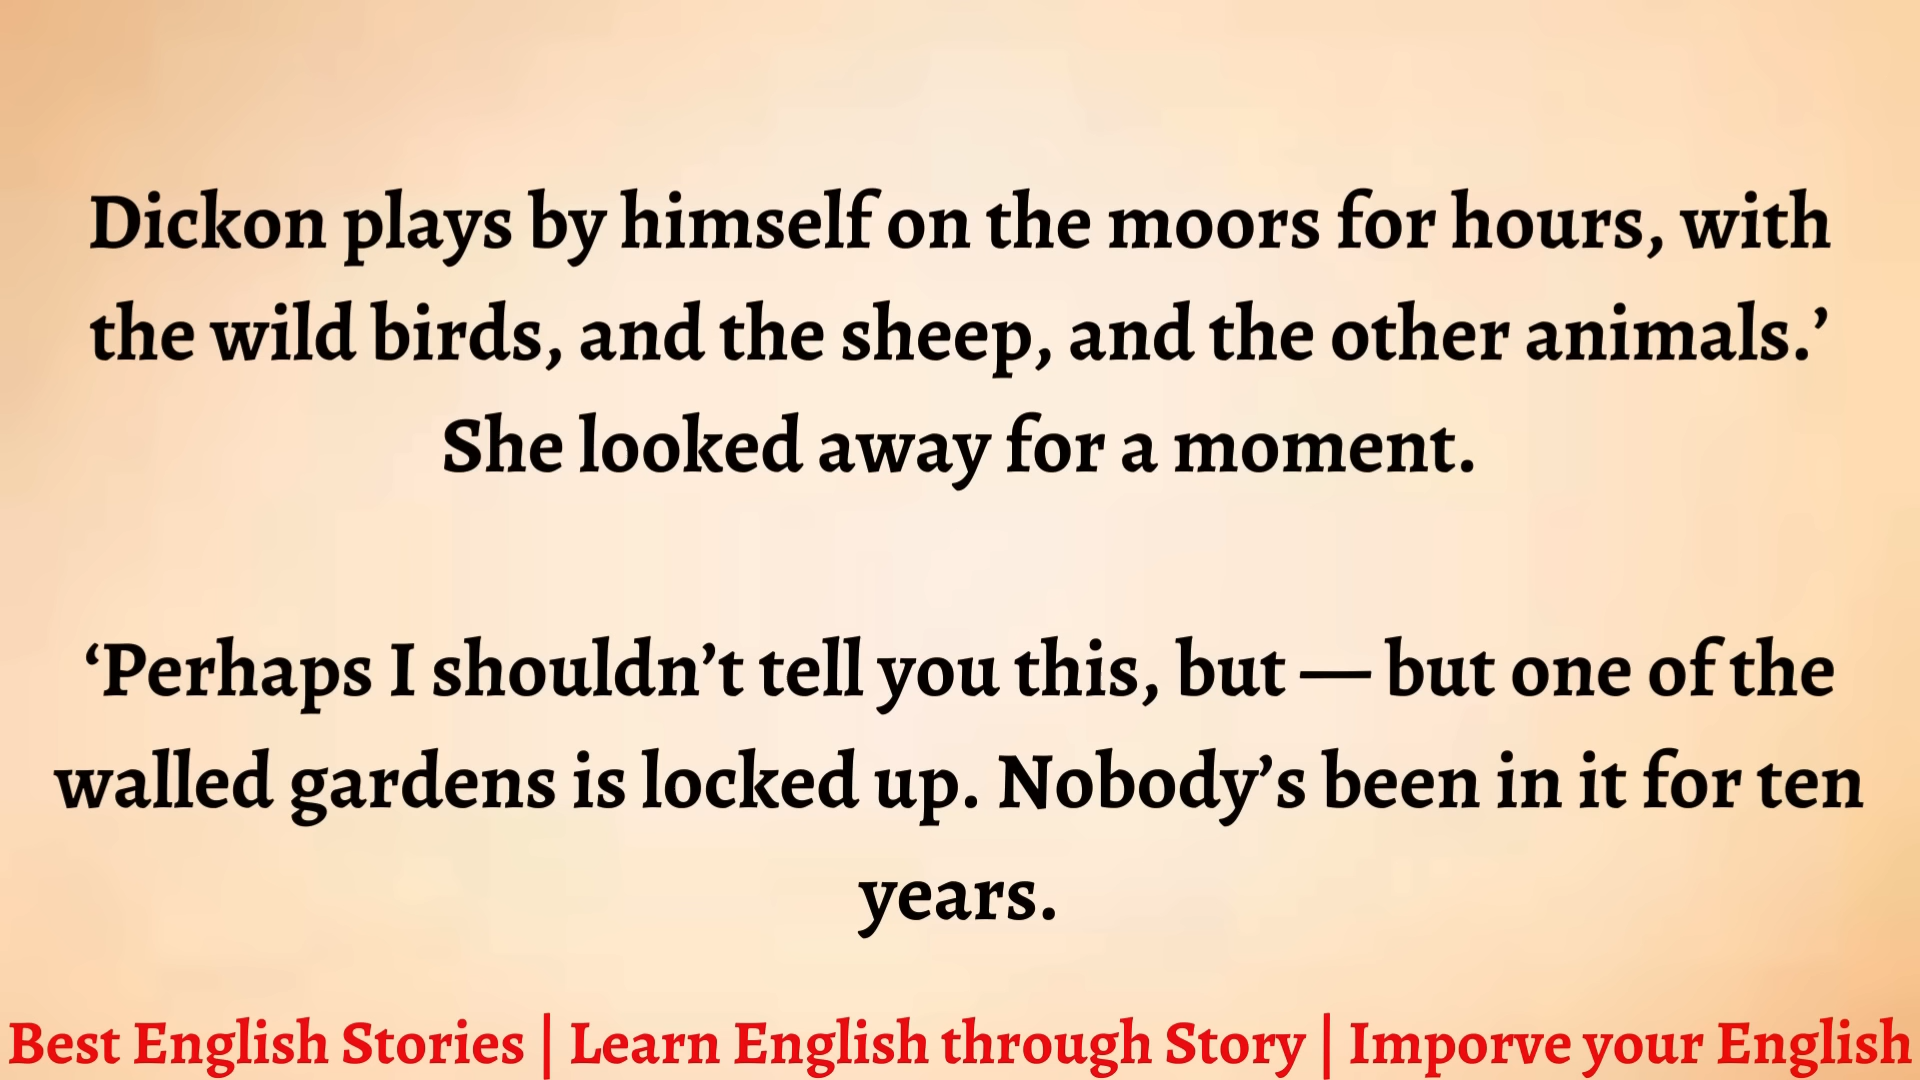 Dickon plays by himself on the moors for hours, with
the wild birds, and the sheep, and the other animals.’
She looked away for a moment.
‘Perhaps I shouldn’t tell you this, but — but one of the
walled gardens is locked up. Nobody’s been in it for ten
years.
Best English Stories | Learn English through Story | Imporve your English